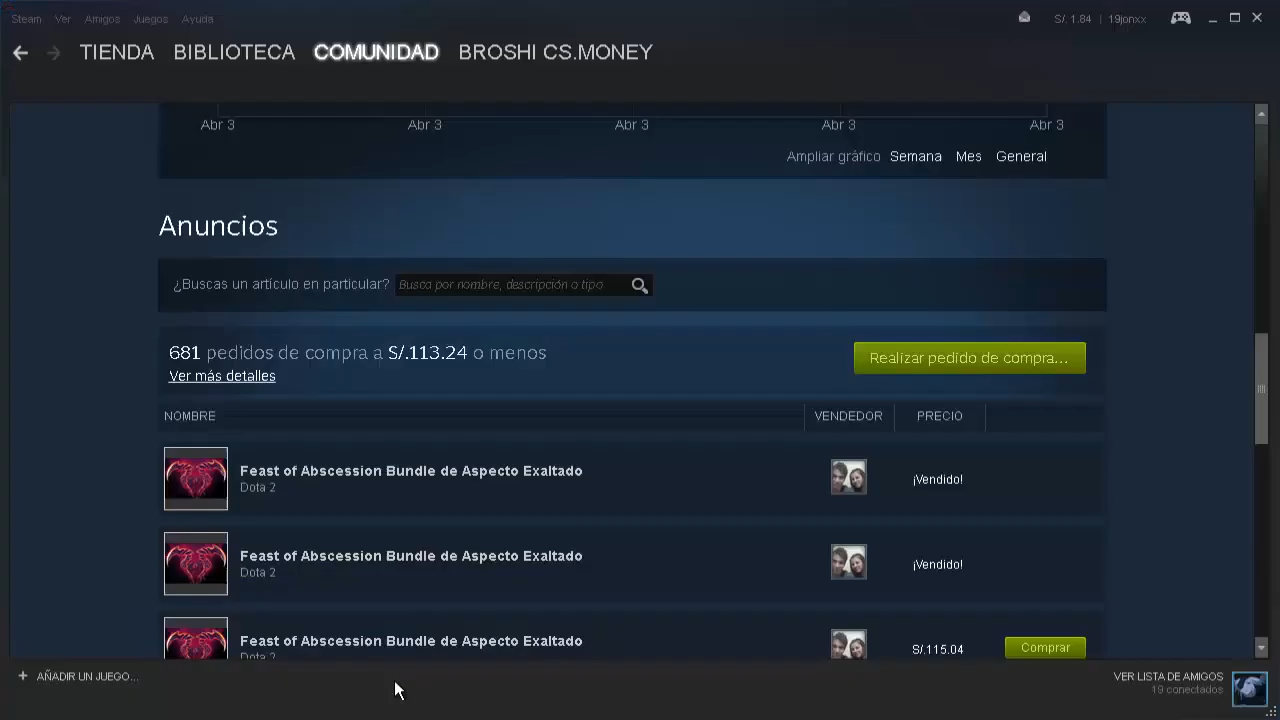 Steam Ver Amigos Juegos Ayuda S/. 1.84 | 19jonxx
TIENDA BIBLIOTECA COMUNIDAD BROSHI CS.MONEY
Abr 3 Abr 3 Abr 3 Abr 3 Abr 3
Ampliar gráfico Semana Mes General
Anuncios
¿Buscas un artículo en particular? Busca por nombre, descripción o tipo
681 pedidos de compra a S/.113.24 o menos
Realizar pedido de compra...
Ver más detalles
NOMBRE VENDEDOR PRECIO
Feast of Abscession Bundle de Aspecto Exaltado
Dota 2
¡Vendido!
Feast of Abscession Bundle de Aspecto Exaltado
Dota 2
¡Vendido!
Feast of Abscession Bundle de Aspecto Exaltado
Dota 2
S/.115.04 Comprar
+ AÑADIR UN JUEGO...
VER LISTA DE AMIGOS
19 conectados